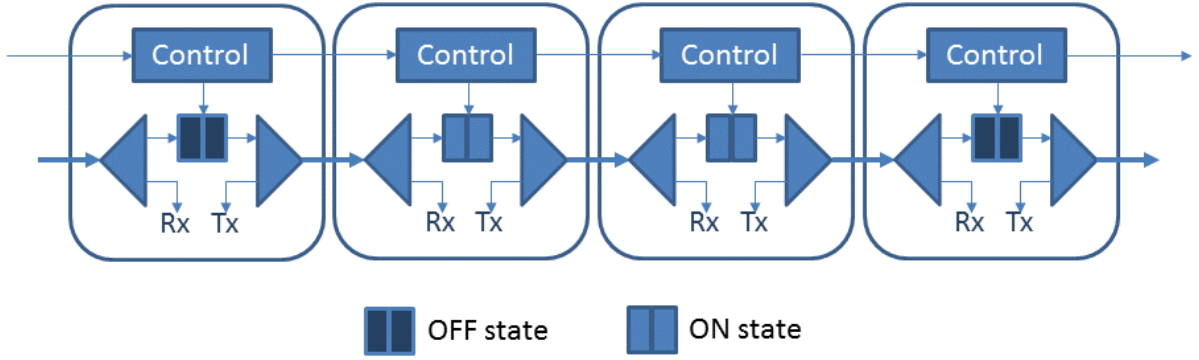 Control Control Control Control
Rx Tx Rx Tx Rx Tx Rx Tx
OFF state ON state